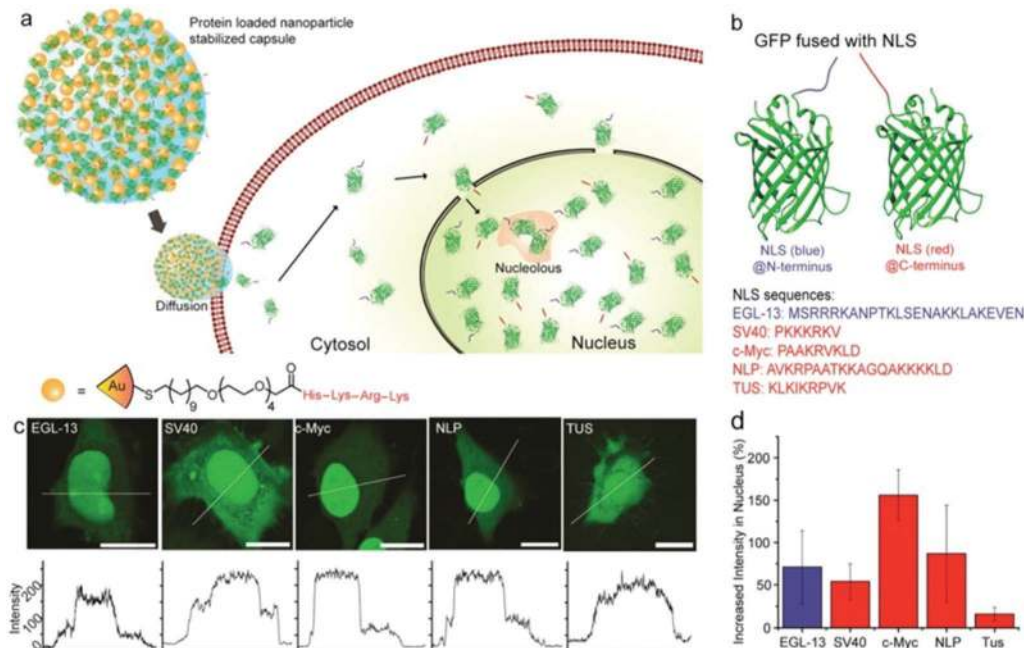 a
Protein loaded nanoparticle
stabilized capsule
Diffusion
Cytosol
Nucleolous
Nucleus
= Au S 9 O O 4 O His-Lys-Arg-Lys
b
GFP fused with NLS
NLS (blue)
@N-terminus
NLS (red)
@C-terminus
NLS sequences:
EGL-13: MSRRRKANPTKLSENAKKLAKEVEN
SV40: PKKKRKV
c-Myc: PAAKRVKLD
NLP: AVKRPAATKKAGQAKKKKLD
TUS: KLKIKRPVK
c
EGL-13
SV40
c-Myc
NLP
TUS
Intensity
0 100 200
d
Increased Intensity in Nucleus (%)
200
150
100
50
0
EGL-13 SV40 c-Myc NLP Tus